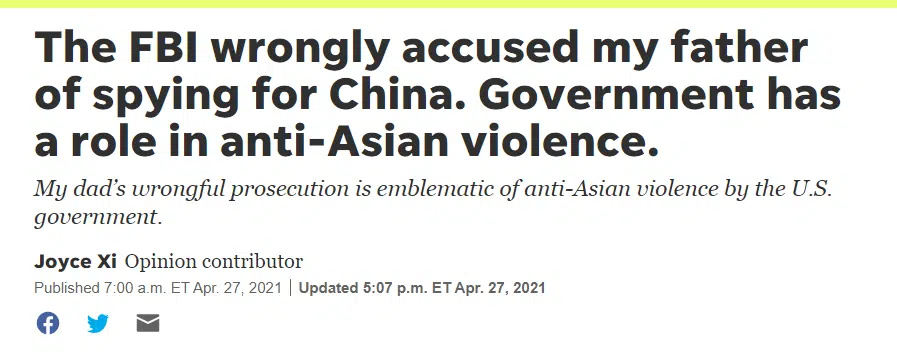 The FBI wrongly accused my father
of spying for China. Government has
a role in anti-Asian violence.
My dad’s wrongful prosecution is emblematic of anti-Asian violence by the U.S.
government.
Joyce Xi Opinion contributor
Published 7:00 a.m. ET Apr. 27, 2021 | Updated 5:07 p.m. ET Apr. 27, 2021